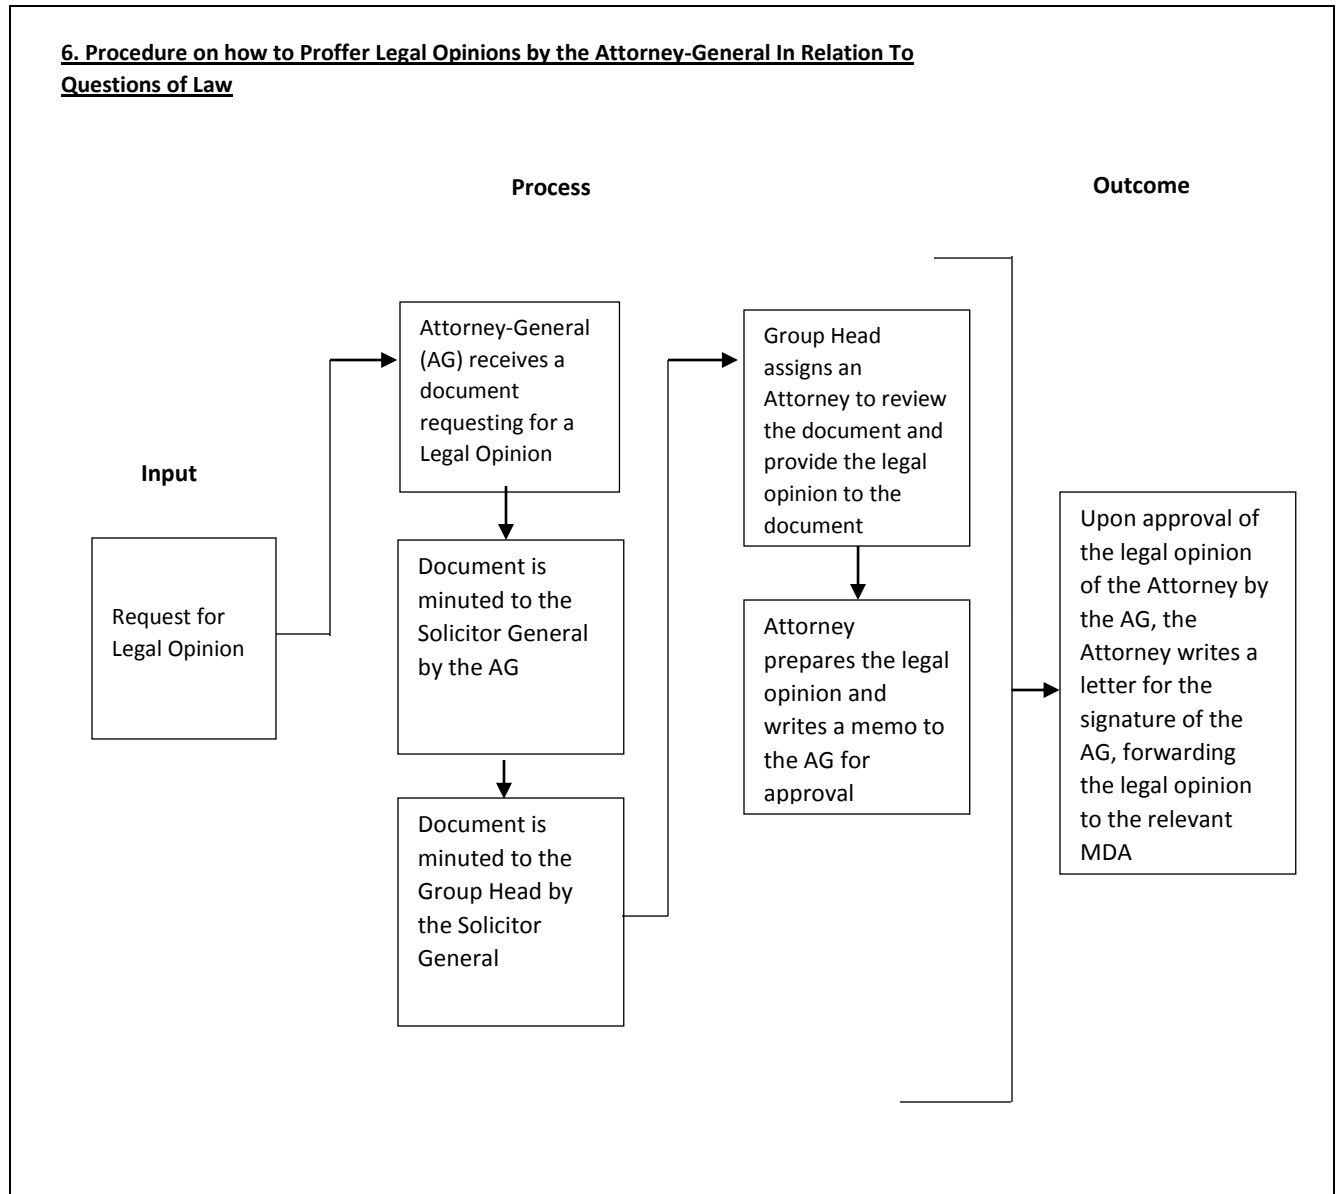 6. Procedure on how to Proffer Legal Opinions by the Attorney-General In Relation To
Questions of Law
Process
Outcome
Input
Request for
Legal Opinion
Attorney-General
(AG) receives a
document
requesting for a
Legal Opinion
Document is
minuted to the
Solicitor General
by the AG
Document is
minuted to the
Group Head by
the Solicitor
General
Group Head
assigns an
Attorney to review
the document and
provide the legal
opinion to the
document
Attorney
prepares the legal
opinion and
writes a memo to
the AG for
approval
Upon approval of
the legal opinion
of the Attorney by
the AG, the
Attorney writes a
letter for the
signature of the
AG, forwarding
the legal opinion
to the relevant
MDA